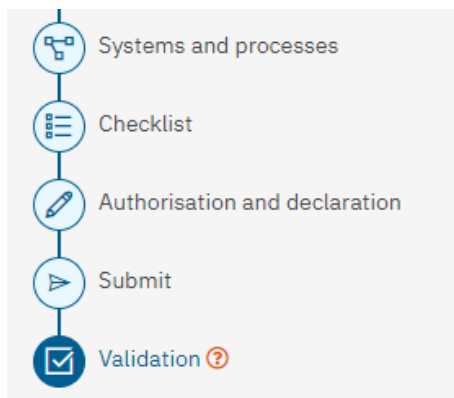 Systems and processes
Checklist
Authorisation and declaration
Submit
Validation ?